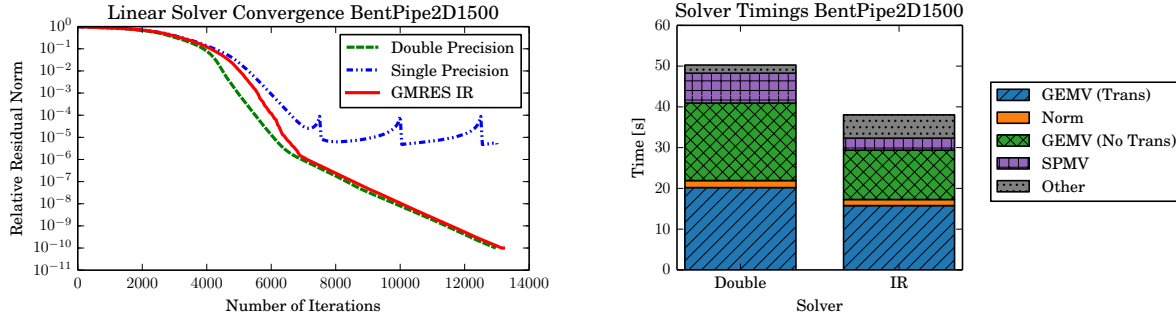 Linear Solver Convergence BentPipe2D1500
Relative Residual Norm
10^0
10^-1
10^-2
10^-3
10^-4
10^-5
10^-6
10^-7
10^-8
10^-9
10^-10
10^-11
Double Precision
Single Precision
GMRES IR
0 2000 4000 6000 8000 10000 12000 14000
Number of Iterations
Solver Timings BentPipe2D1500
Time [s]
60
50
40
30
20
10
0
Double IR
Solver
GEMV (Trans)
Norm
GEMV (No Trans)
SPMV
Other